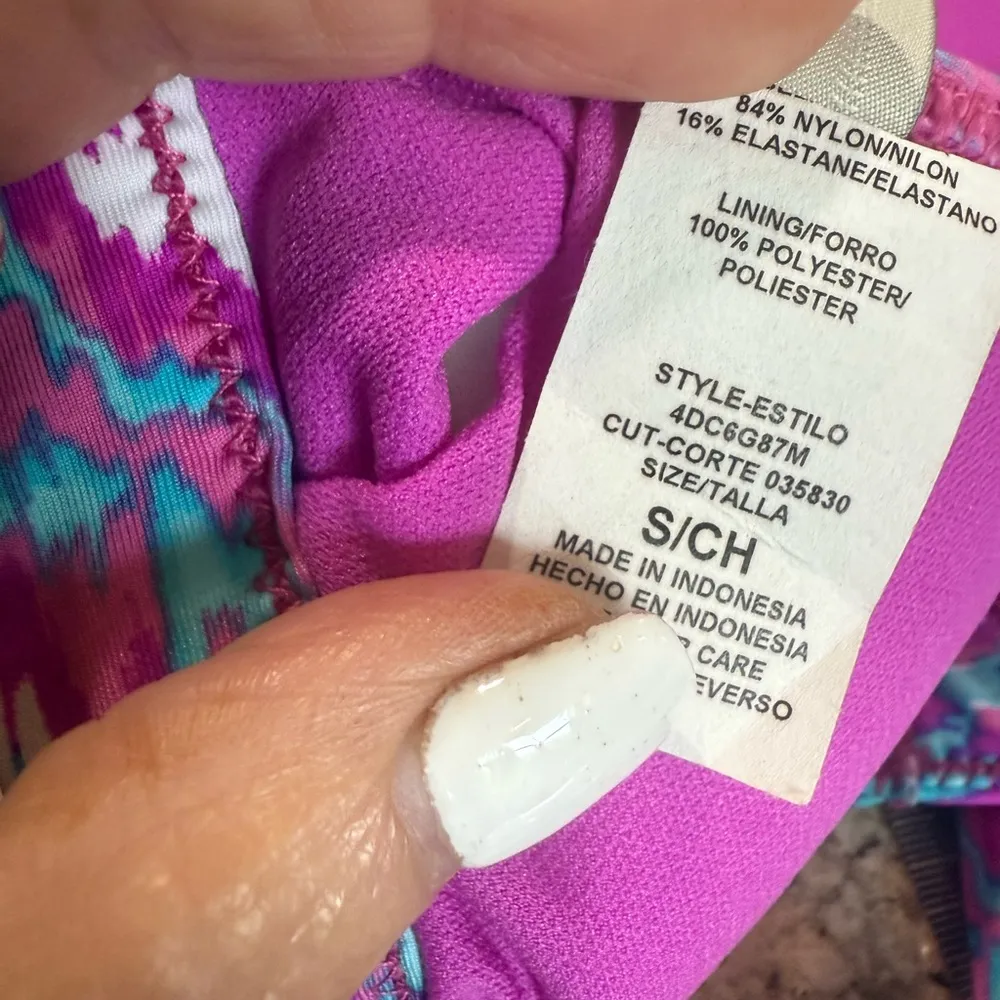 84% NYLON/NILON
16% ELASTANE/ELASTANO
LINING/FORRO
100% POLYESTER/
POLIESTER
STYLE-ESTILO
4DC6G87M
CUT-CORTE 035830
SIZE/TALLA
S/CH
MADE IN INDONESIA
HECHO EN INDONESIA
CARE